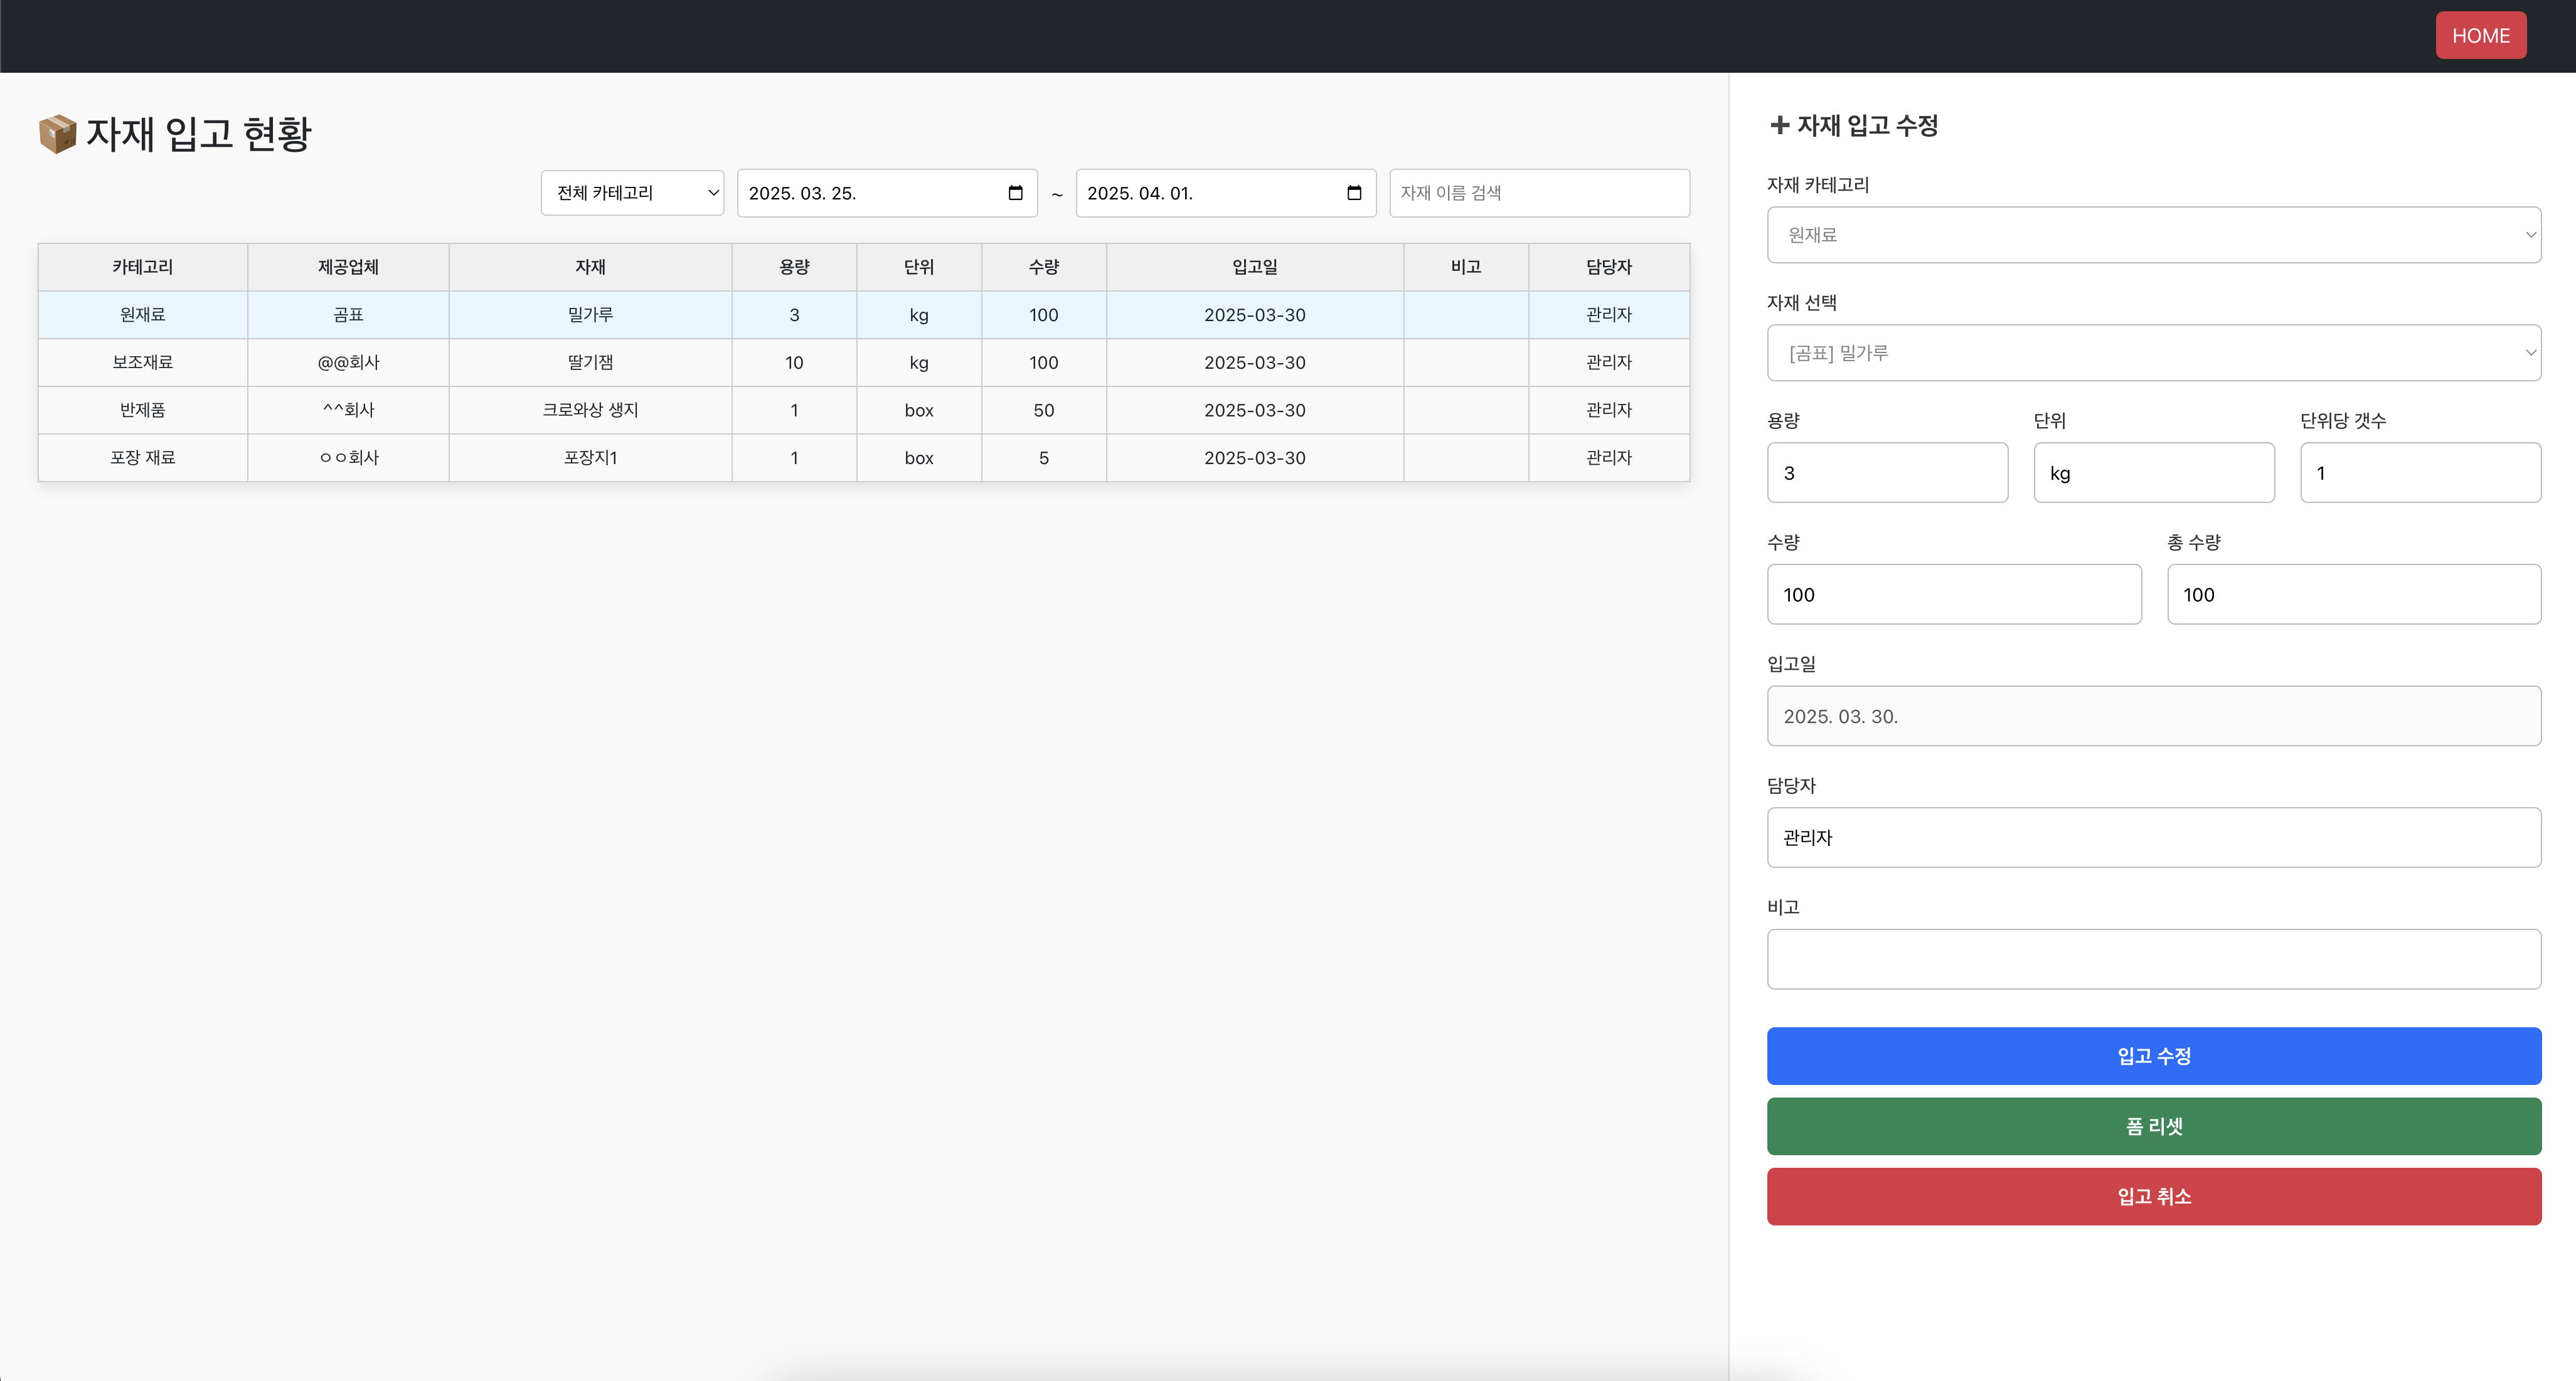 HOME
자재 입고 현황
전체 카테고리 2025. 03. 25. ~ 2025. 04. 01. 자재 이름 검색
카테고리 제공업체 자재 용량 단위 수량 입고일 비고 담당자
원재료 곰표 밀가루 3 kg 100 2025-03-30 관리자
보조재료 @@회사 딸기잼 10 kg 100 2025-03-30 관리자
반제품 ^^회사 크로와상 생지 1 box 50 2025-03-30 관리자
포장 재료 ㅇㅇ회사 포장지1 1 box 5 2025-03-30 관리자
➕ 자재 입고 수정
자재 카테고리
원재료
자재 선택
[곰표] 밀가루
용량 단위 단위당 갯수
3 kg 1
수량 총 수량
100 100
입고일
2025. 03. 30.
담당자
관리자
비고
입고 수정
폼 리셋
입고 취소